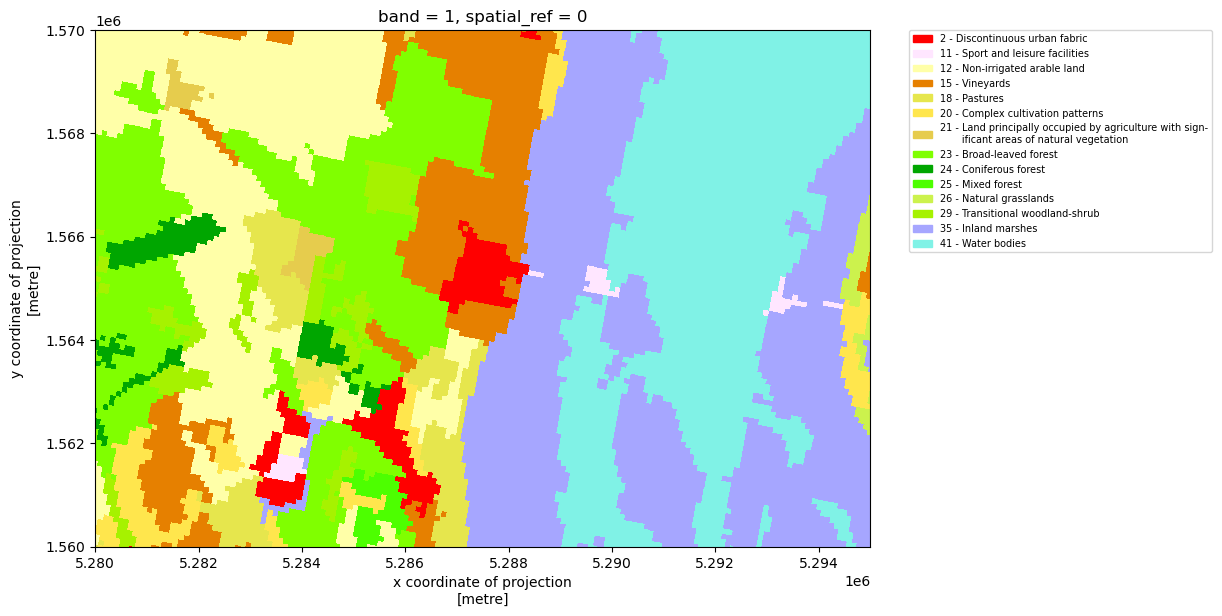 band = 1, spatial_ref = 0
1e6
1.570
1.568
1.566
1.564
1.562
1.560
y coordinate of projection
[metre]
5.280
5.282
5.284
5.286
5.288
5.290
5.292
5.294
1e6
x coordinate of projection
[metre]
2 - Discontinuous urban fabric
11 - Sport and leisure facilities
12 - Non-irrigated arable land
15 - Vineyards
18 - Pastures
20 - Complex cultivation patterns
21 - Land principally occupied by agriculture with sign-
ificant areas of natural vegetation
23 - Broad-leaved forest
24 - Coniferous forest
25 - Mixed forest
26 - Natural grasslands
29 - Transitional woodland-shrub
35 - Inland marshes
41 - Water bodies